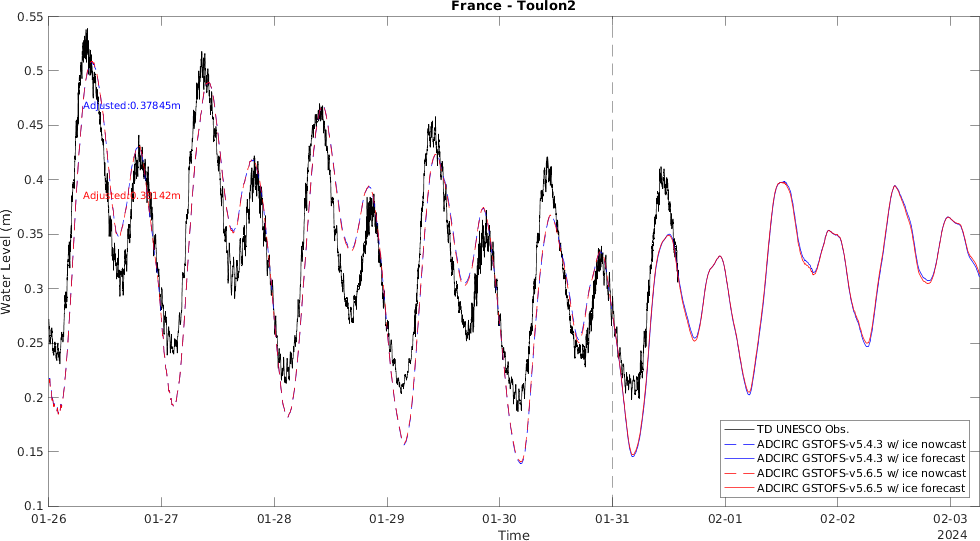 France - Toulon2
0.55
0.5
0.45
0.4
0.35
0.3
0.25
0.2
0.15
0.1
Water Level (m)
Adjusted:0.37845m
01-26
01-27
01-28
01-29
01-30
01-31
02-01
02-02
02-03
2024
Time
TD UNESCO Obs.
ADCIRC GSTOFS-v5.4.3 w/ ice nowcast
ADCIRC GSTOFS-v5.4.3 w/ ice forecast
ADCIRC GSTOFS-v5.6.5 w/ ice nowcast
ADCIRC GSTOFS-v5.6.5 w/ ice forecast